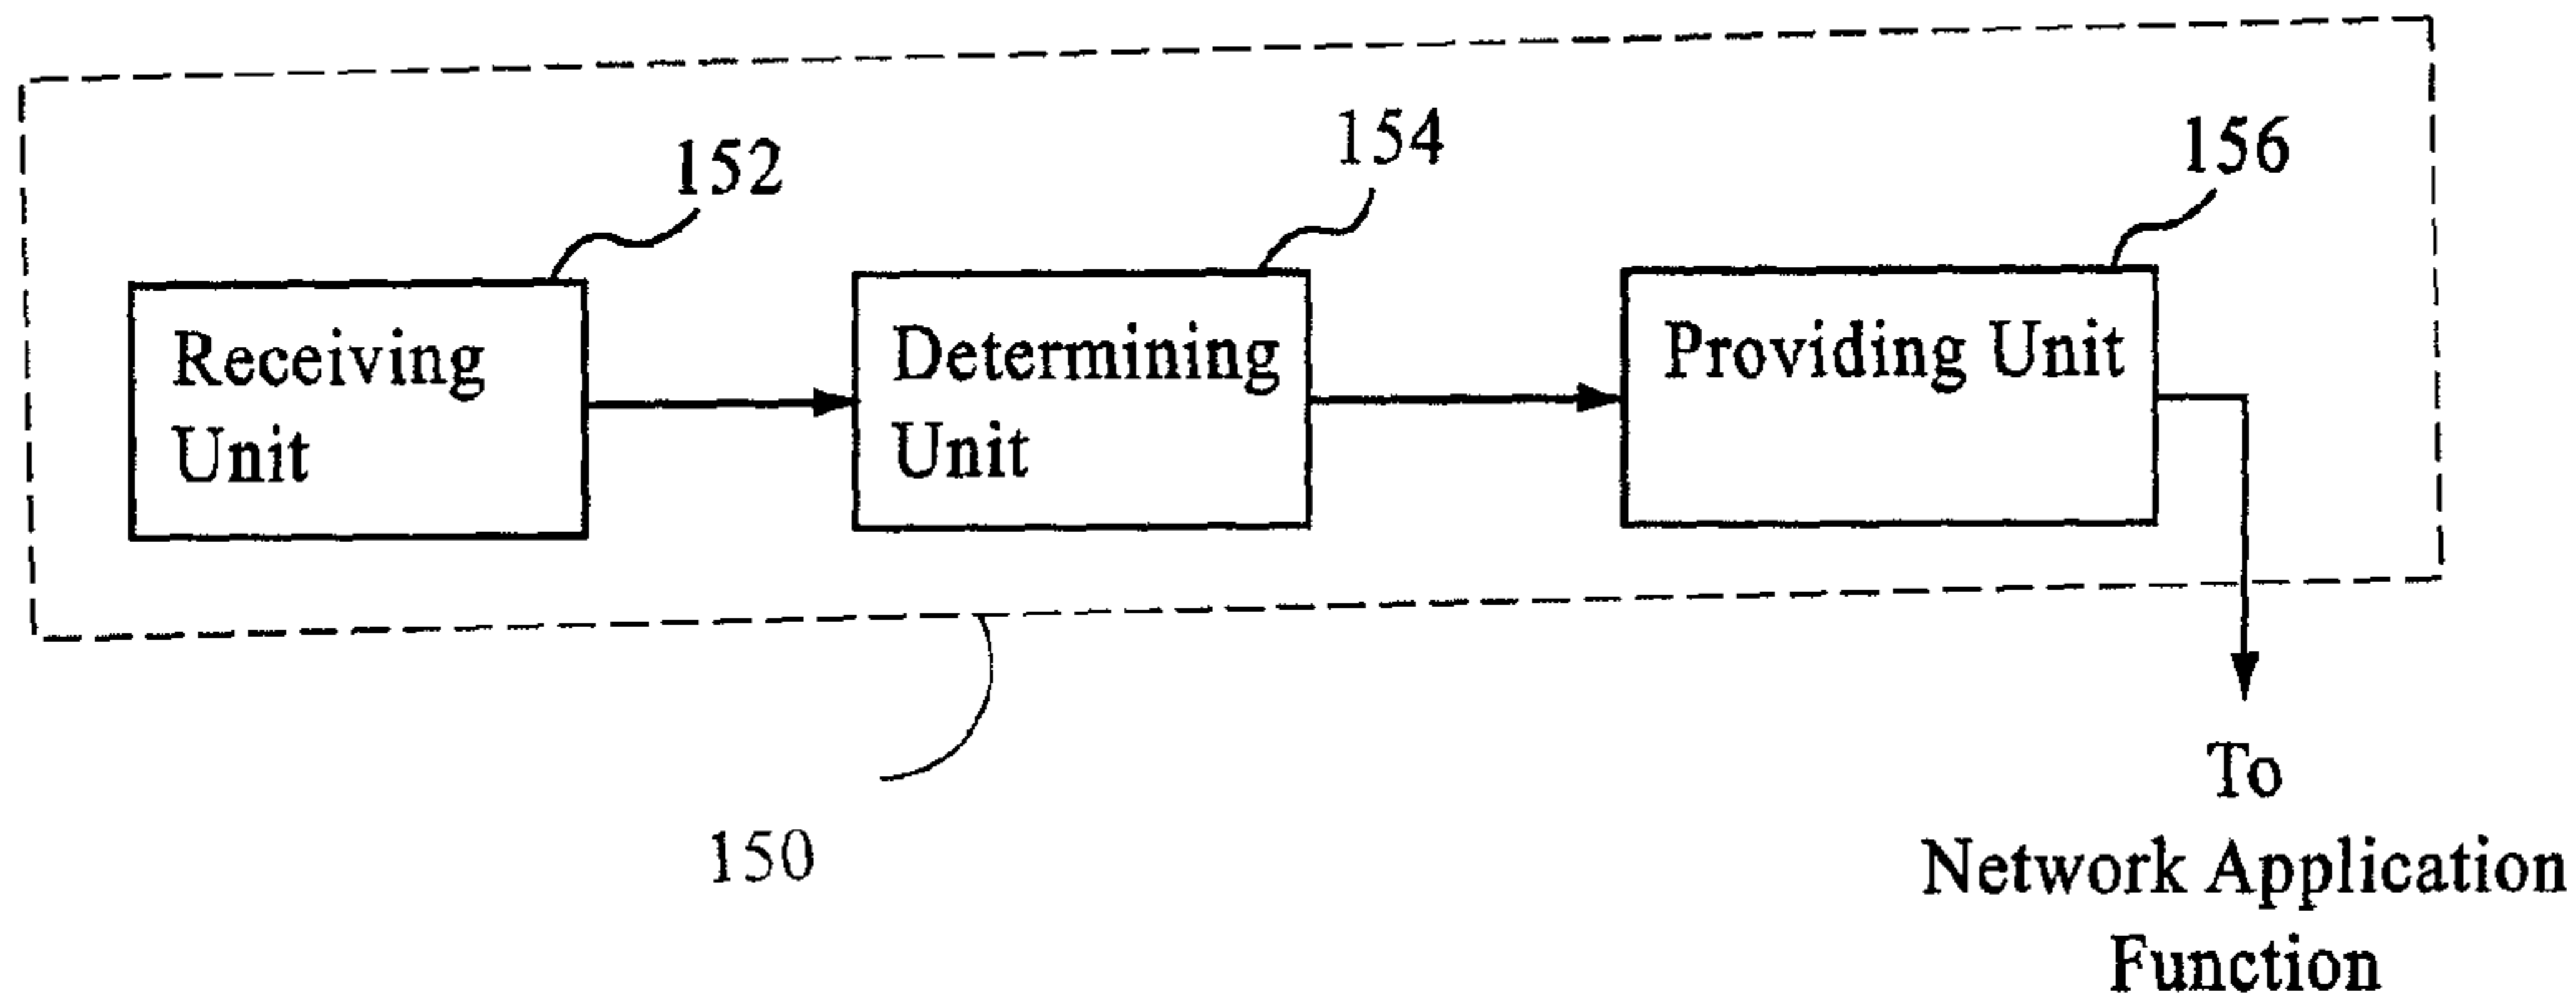 152
154
156
Receiving
Unit
Determining
Unit
Providing Unit
150
To
Network Application
Function